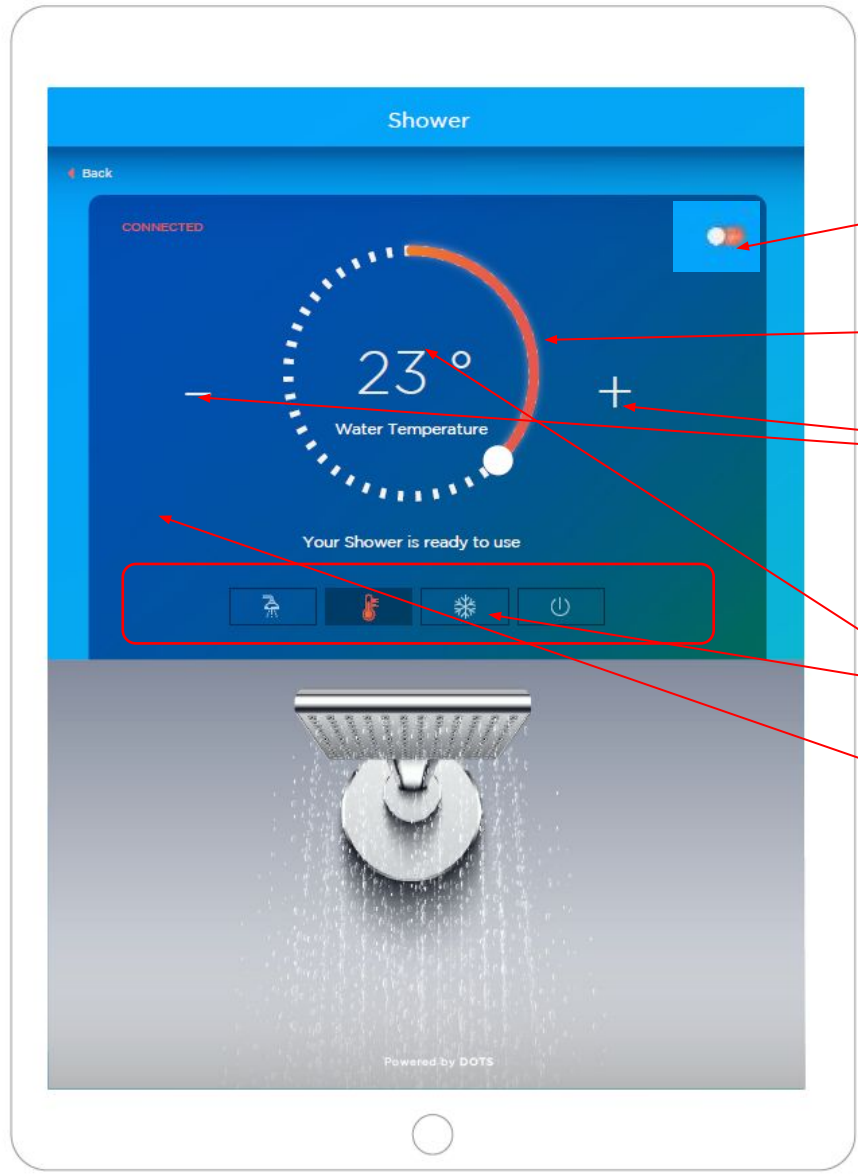 Shower
Back
CONNECTED
23 °
Water Temperature
Your Shower is ready to use
Powered by DOTS